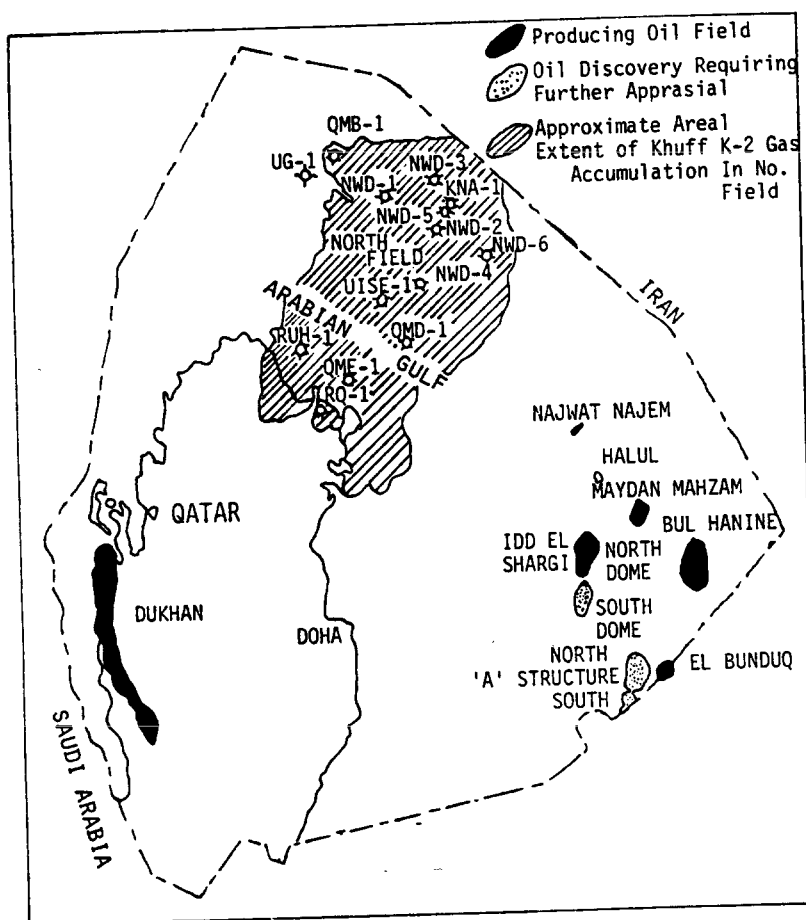 Producing Oil Field
Oil Discovery Requiring
Further Apprasial
Approximate Areal
Extent of Khuff K-2 Gas
Accumulation In No.
Field
QMB-1
UG-1
NWD-3
NWD-1
KNA-1
NWD-5
NWD-2
NORTH
FIELD
NWD-6
NWD-4
UISE-1
ARABIAN
GULF
QMD-1
RUH-1
QME-1
RQ-1
IRAN
NAJWAT NAJEM
HALUL
MAYDAN MAHZAM
BUL HANINE
IDD EL
SHARGI
NORTH
DOME
SOUTH
DOME
NORTH
'A' STRUCTURE
SOUTH
EL BUNDUQ
QATAR
DUKHAN
DOHA
SAUDI ARABIA